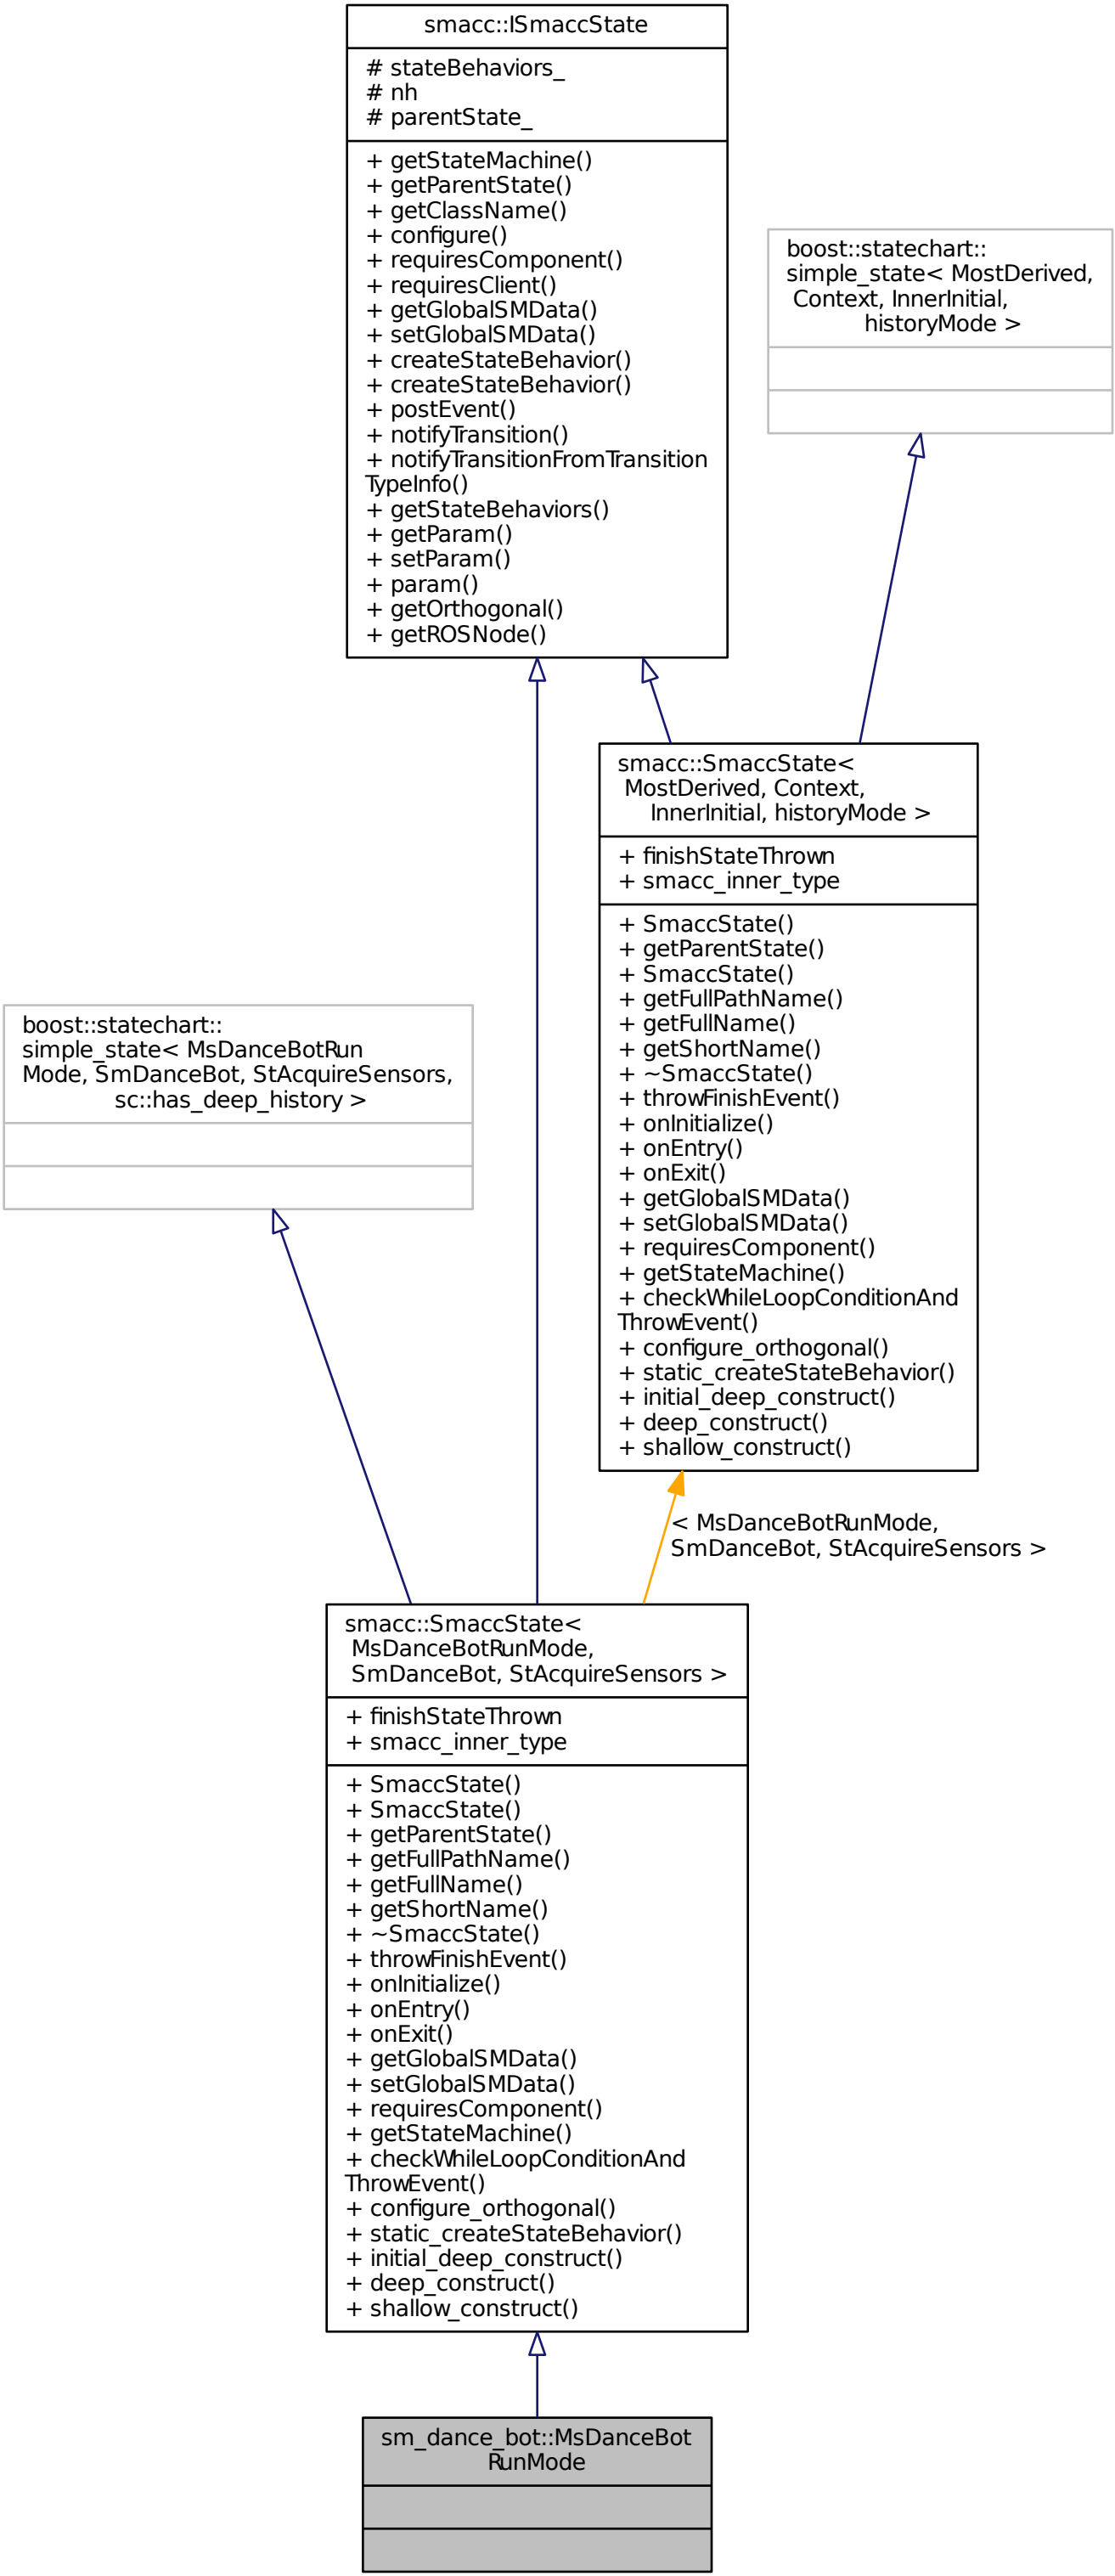 smacc::ISmaccState
# stateBehaviors_
# nh
# parentState_
+ getStateMachine()
+ getParentState()
+ getClassName()
+ configure()
+ requiresComponent()
+ requiresClient()
+ getGlobalSMData()
+ setGlobalSMData()
+ createStateBehavior()
+ createStateBehavior()
+ postEvent()
+ notifyTransition()
+ notifyTransitionFromTransition
TypeInfo()
+ getStateBehaviors()
+ getParam()
+ setParam()
+ param()
+ getOrthogonal()
+ getROSNode()
boost::statechart::
simple_state< MostDerived,
Context, InnerInitial,
historyMode >
smacc::SmaccState<
MostDerived, Context,
InnerInitial, historyMode >
+ finishStateThrown
+ smacc_inner_type
+ SmaccState()
+ getParentState()
+ SmaccState()
+ getFullPathName()
+ getFullName()
+ getShortName()
+ ~SmaccState()
+ throwFinishEvent()
+ onInitialize()
+ onEntry()
+ onExit()
+ getGlobalSMData()
+ setGlobalSMData()
+ requiresComponent()
+ getStateMachine()
+ checkWhileLoopConditionAnd
ThrowEvent()
+ configure_orthogonal()
+ static_createStateBehavior()
+ initial_deep_construct()
+ deep_construct()
+ shallow_construct()
boost::statechart::
simple_state< MsDanceBotRun
Mode, SmDanceBot, StAcquireSensors,
sc::has_deep_history >
< MsDanceBotRunMode,
SmDanceBot, StAcquireSensors >
smacc::SmaccState<
MsDanceBotRunMode,
SmDanceBot, StAcquireSensors >
+ finishStateThrown
+ smacc_inner_type
+ SmaccState()
+ SmaccState()
+ getParentState()
+ getFullPathName()
+ getFullName()
+ getShortName()
+ ~SmaccState()
+ throwFinishEvent()
+ onInitialize()
+ onEntry()
+ onExit()
+ getGlobalSMData()
+ setGlobalSMData()
+ requiresComponent()
+ getStateMachine()
+ checkWhileLoopConditionAnd
ThrowEvent()
+ configure_orthogonal()
+ static_createStateBehavior()
+ initial_deep_construct()
+ deep_construct()
+ shallow_construct()
sm_dance_bot::MsDanceBot
RunMode